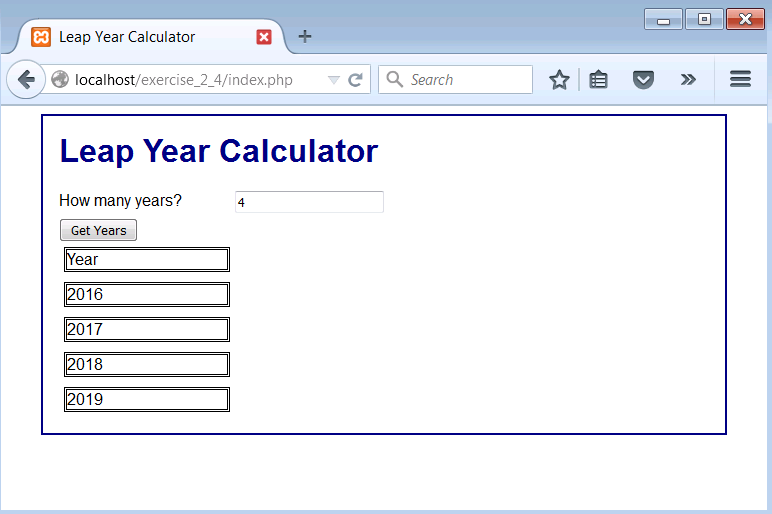 Leap Year Calculator
localhost/exercise_2_4/index.php
Search
Leap Year Calculator
How many years? 4
Get Years
Year
2016
2017
2018
2019